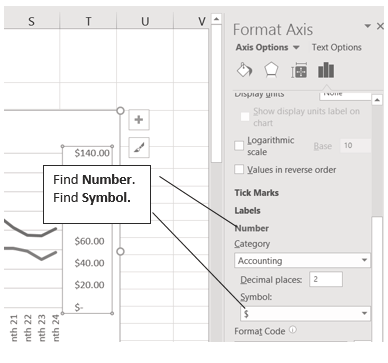 S T U V
$140.00
$60.00
$40.00
$20.00
$-
nth 21
nth 22
nth 23
nth 24
Find Number.
Find Symbol.
Format Axis
Axis Options Text Options
Display units None
Show display units label on
chart
Logarithmic
scale
Base 10
Values in reverse order
Tick Marks
Labels
Number
Category
Accounting
Decimal places: 2
Symbol:
$
Format Code